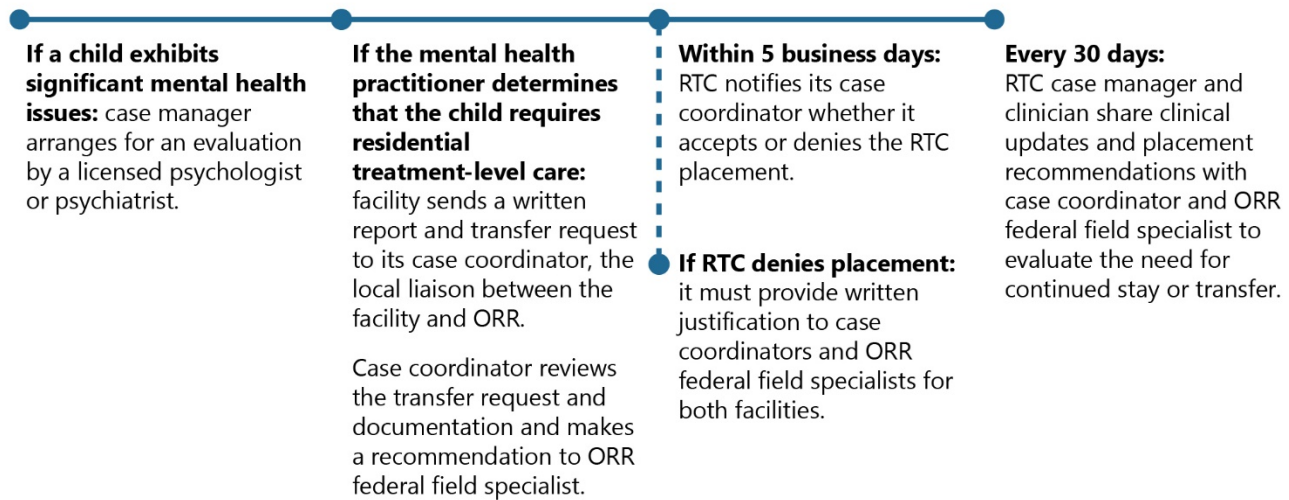 If a child exhibits
significant mental health
issues: case manager
arranges for an evaluation
by a licensed psychologist
or psychiatrist.
If the mental health
practitioner determines
that the child requires
residential
treatment-level care:
facility sends a written
report and transfer request
to its case coordinator, the
local liaison between the
facility and ORR.
Case coordinator reviews
the transfer request and
documentation and makes
a recommendation to ORR
federal field specialist.
Within 5 business days:
RTC notifies its case
coordinator whether it
accepts or denies the RTC
placement.
If RTC denies placement:
it must provide written
justification to case
coordinators and ORR
federal field specialists for
both facilities.
Every 30 days:
RTC case manager and
clinician share clinical
updates and placement
recommendations with
case coordinator and ORR
federal field specialist to
evaluate the need for
continued stay or transfer.